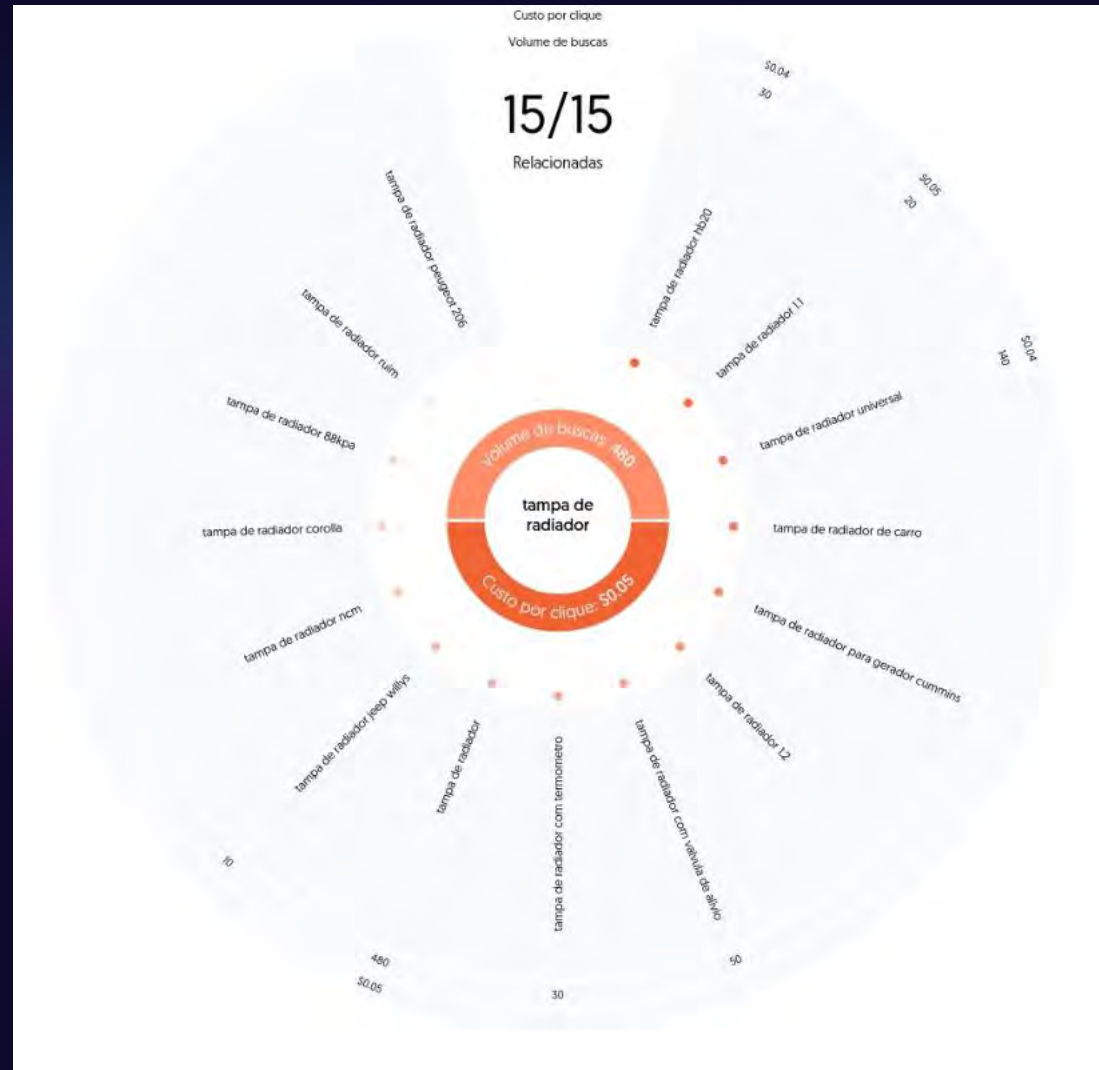 Custo por clique
Volume de buscas
15/15
Relacionadas
$0.04
30
tampa de radiador hb20
$0.05
20
tampa de radiador 1.1
$0.04
140
tampa de radiador universal
tampa de radiador de carro
tampa de radiador para gerador cummins
tampa de radiador 1.2
50
tampa de radiador com valvula de alivio
30
tampa de radiador com termometro
480
$0.05
tampa de radiador
10
tampa de radiador jeep willys
tampa de radiador ncm
tampa de radiador corolla
tampa de radiador 88kpa
tampa de radiador ruim
tampa de radiador peugeot 206
Volume de buscas: 480
tampa de
radiador
Custo por clique: $0.05